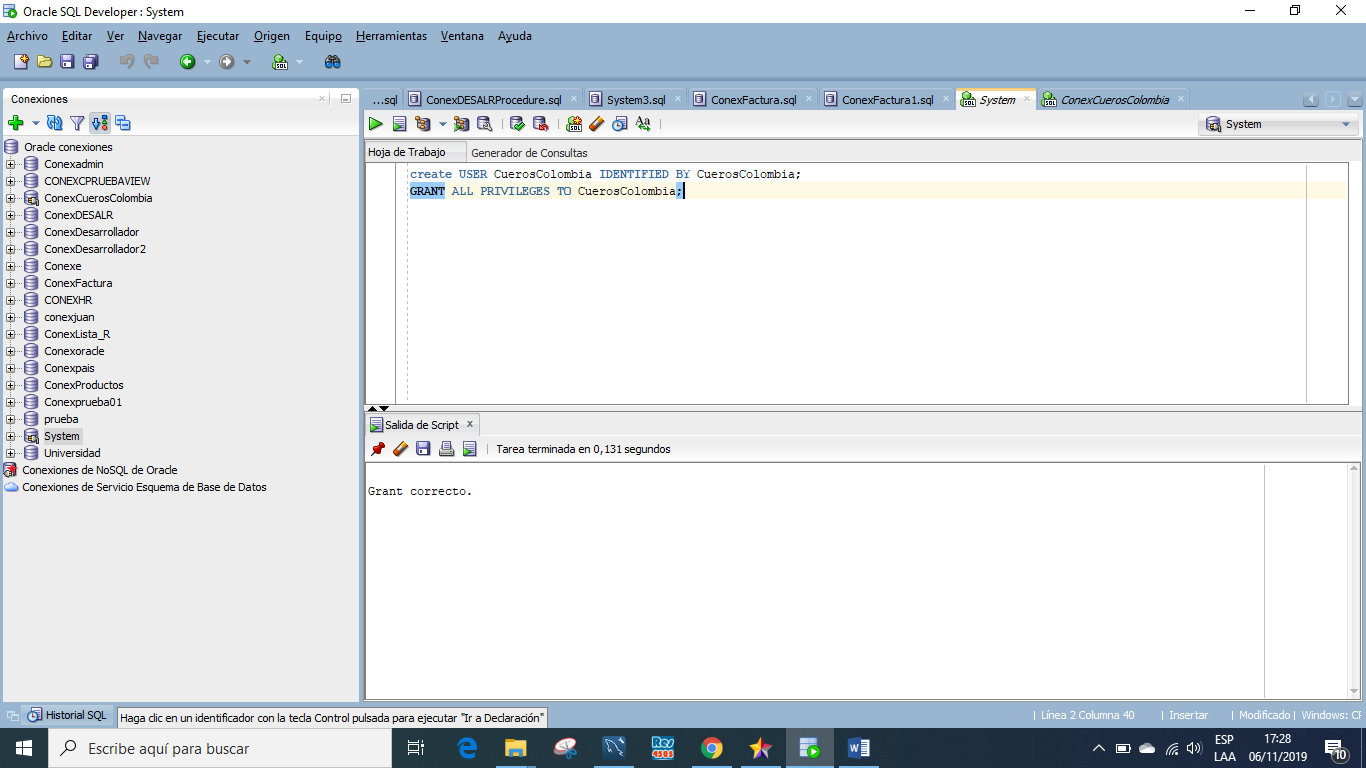 Oracle SQL Developer : System
Archivo Editar Ver Navegar Ejecutar Origen Equipo Herramientas Ventana Ayuda
Conexiones
Oracle conexiones
Conexadmin
CONEXCPRUEBAVIEW
ConexCuerosColombia
ConexDESALR
ConexDesarrollador
ConexDesarrollador2
Conexe
ConexFactura
CONEXHR
conexjuan
ConexLista_R
Conexoracle
Conexpais
ConexProductos
Conexprueba01
prueba
System
Universidad
Conexiones de NoSQL de Oracle
Conexiones de Servicio Esquema de Base de Datos
...sql ConexDESALRProcedure.sql System3.sql ConexFactura.sql ConexFactura1.sql System ConexCuerosColombia
System
Hoja de Trabajo Generador de Consultas
create USER CuerosColombia IDENTIFIED BY CuerosColombia;
GRANT ALL PRIVILEGES TO CuerosColombia;
Salida de Script x
Tarea terminada en 0,131 segundos
Grant correcto.
Historial SQL Haga clic en un identificador con la tecla Control pulsada para ejecutar "Ir a Declaración"
Línea 2 Columna 40 | Insertar | Modificado | Windows: CF
Escribe aquí para buscar
ESP
LAA
17:28
06/11/2019
10